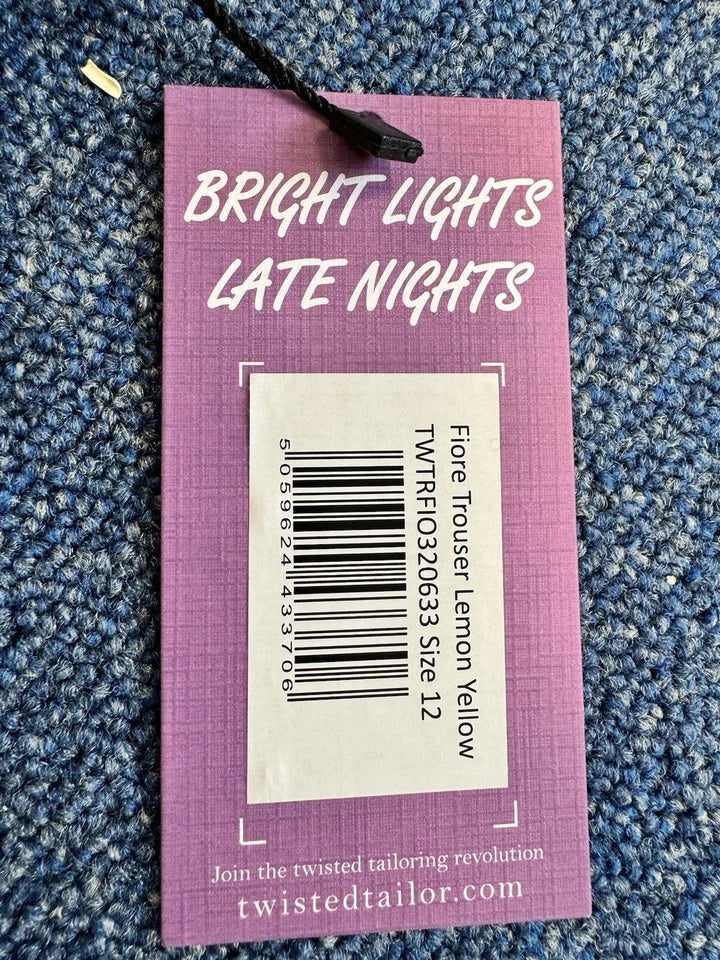 BRIGHT LIGHTS
LATE NIGHTS
Fiore Trouser Lemon Yellow
TWTRFIO320633 Size 12
5 059624 433706
Join the twisted tailoring revolution
twistedtailor.com